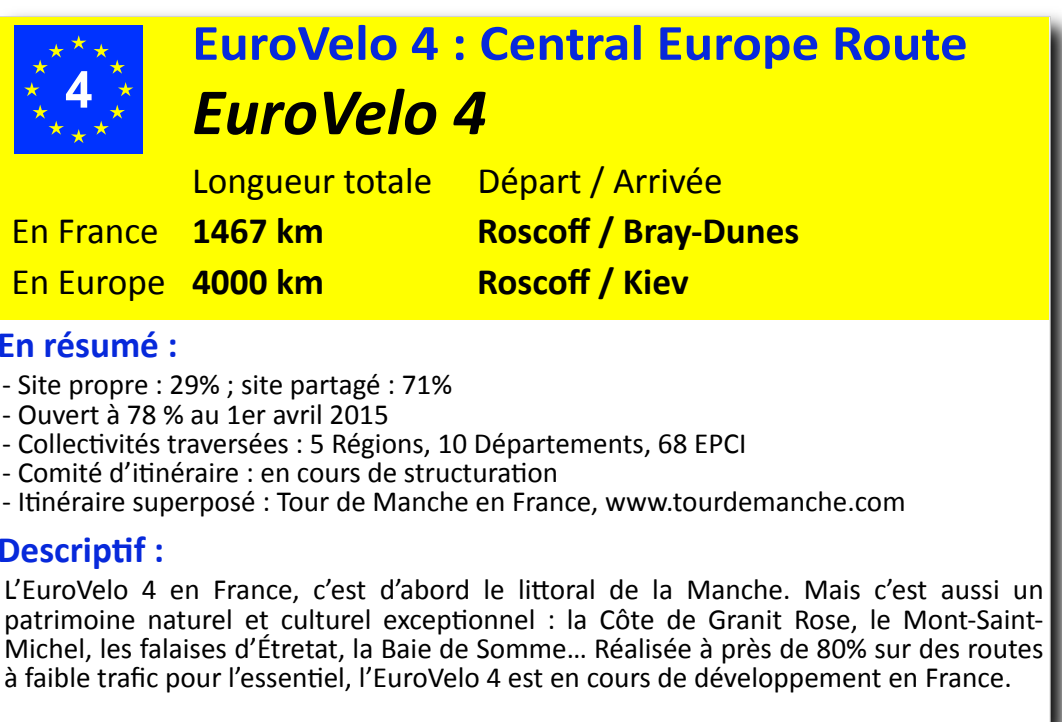 4
EuroVelo 4 : Central Europe Route
EuroVelo 4
Longueur totale Départ / Arrivée
En France 1467 km Roscoff / Bray-Dunes
En Europe 4000 km Roscoff / Kiev
En résumé :
- Site propre : 29% ; site partagé : 71%
- Ouvert à 78 % au 1er avril 2015
- Collectivités traversées : 5 Régions, 10 Départements, 68 EPCI
- Comité d’itinéraire : en cours de structuration
- Itinéraire superposé : Tour de Manche en France, www.tourdemanche.com
Descriptif :
L’EuroVelo 4 en France, c’est d’abord le littoral de la Manche. Mais c’est aussi un
patrimoine naturel et culturel exceptionnel : la Côte de Granit Rose, le Mont-Saint-
Michel, les falaises d’Étretat, la Baie de Somme... Réalisée à près de 80% sur des routes
à faible trafic pour l’essentiel, l’EuroVelo 4 est en cours de développement en France.